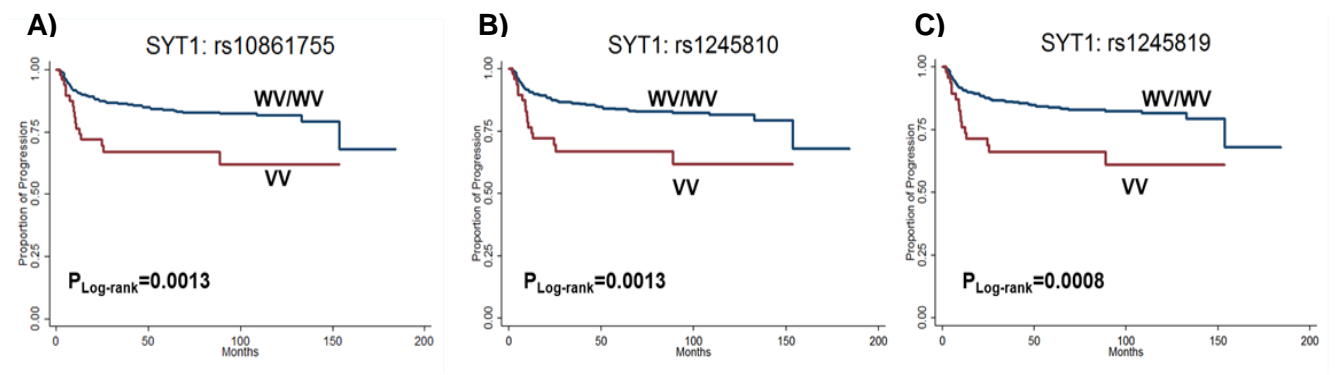 A)
SYT1: rs10861755
Proportion of Progression
0.00 0.25 0.50 0.75 1.00
WV/WV
VV
PLog-rank=0.0013
0 50 100 150 200
Months
B)
SYT1: rs1245810
Proportion of Progression
0.00 0.25 0.50 0.75 1.00
WV/WV
VV
PLog-rank=0.0013
0 50 100 150 200
Months
C)
SYT1: rs1245819
Proportion of Progression
0.00 0.25 0.50 0.75 1.00
WV/WV
VV
PLog-rank=0.0008
0 50 100 150 200
Months